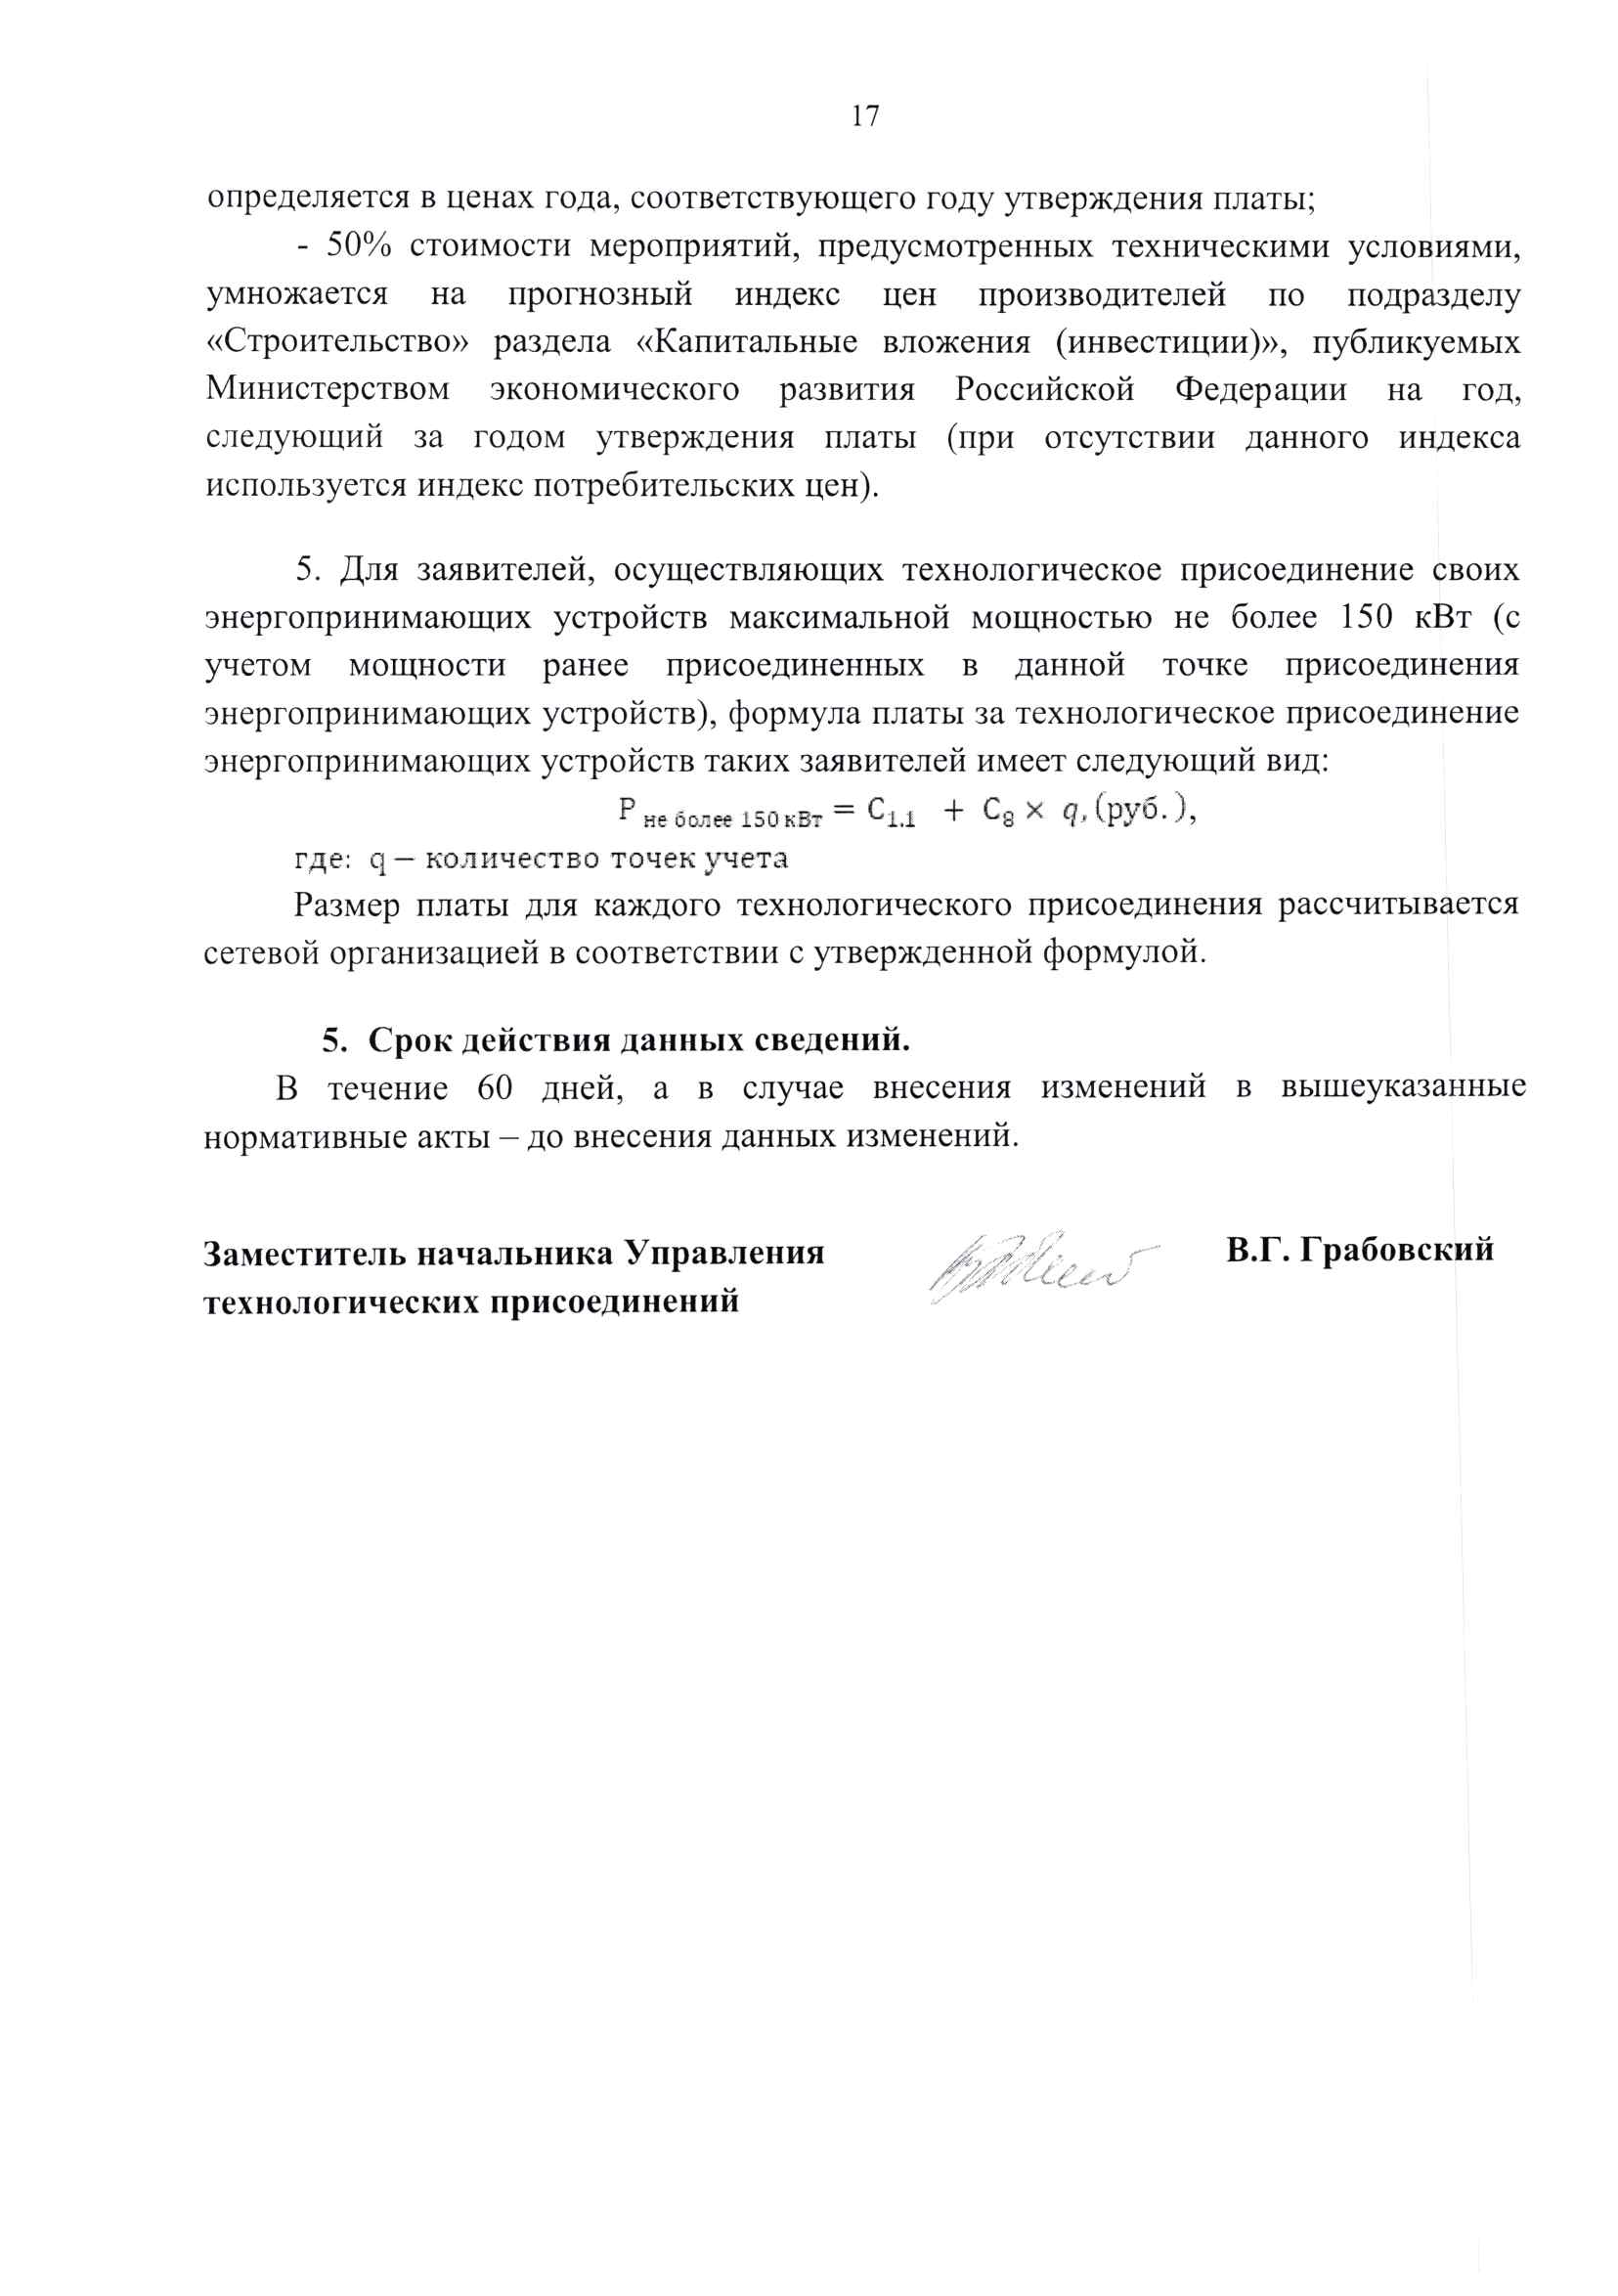 17
определяется в ценах года, соответствующего году утверждения платы;
- 50% стоимости мероприятий, предусмотренных техническими условиями,
умножается на прогнозный индекс цен производителей по подразделу
«Строительство» раздела «Капитальные вложения (инвестиции)», публикуемых
Министерством экономического развития Российской Федерации на год,
следующий за годом утверждения платы (при отсутствии данного индекса
используется индекс потребительских цен).
5. Для заявителей, осуществляющих технологическое присоединение своих
энергопринимающих устройств максимальной мощностью не более 150 кВт (с
учетом мощности ранее присоединенных в данной точке присоединения
энергопринимающих устройств), формула платы за технологическое присоединение
энергопринимающих устройств таких заявителей имеет следующий вид:
P не более 150 кВт = C1.1 + C8 × q, (руб.),
где: q – количество точек учета
Размер платы для каждого технологического присоединения рассчитывается
сетевой организацией в соответствии с утвержденной формулой.
5. Срок действия данных сведений.
В течение 60 дней, а в случае внесения изменений в вышеуказанные
нормативные акты – до внесения данных изменений.
Заместитель начальника Управления В.Г. Грабовский
технологических присоединений